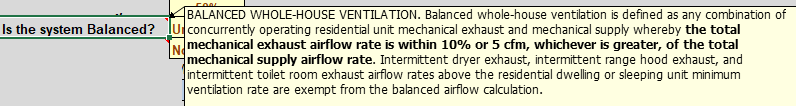 50%
Is the system Balanced?
BALANCED WHOLE-HOUSE VENTILATION. Balanced whole-house ventilation is defined as any combination of
concurrently operating residential unit mechanical exhaust and mechanical supply whereby the total
mechanical exhaust airflow rate is within 10% or 5 cfm, whichever is greater, of the total
mechanical supply airflow rate. Intermittent dryer exhaust, intermittent range hood exhaust, and
intermittent toilet room exhaust airflow rates above the residential dwelling or sleeping unit minimum
ventilation rate are exempt from the balanced airflow calculation.